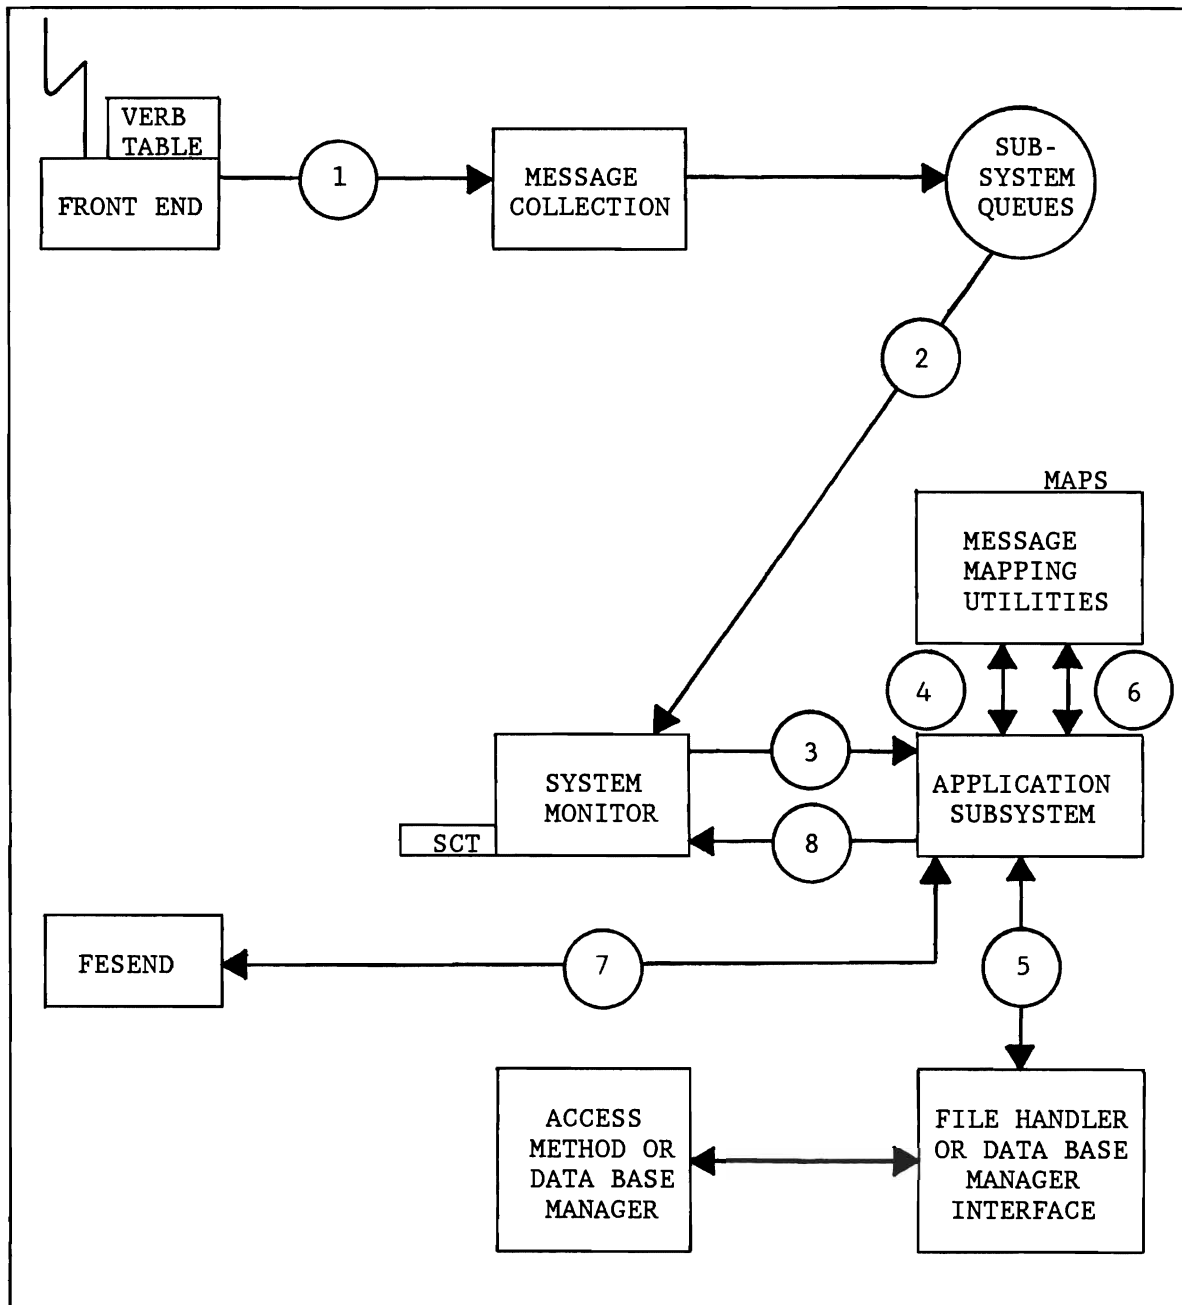 VERB
TABLE
FRONT END
1
MESSAGE
COLLECTION
SUB-
SYSTEM
QUEUES
2
MAPS
MESSAGE
MAPPING
UTILITIES
4
6
SYSTEM
MONITOR
SCT
3
8
APPLICATION
SUBSYSTEM
FESEND
7
5
ACCESS
METHOD OR
DATA BASE
MANAGER
FILE HANDLER
OR DATA BASE
MANAGER
INTERFACE